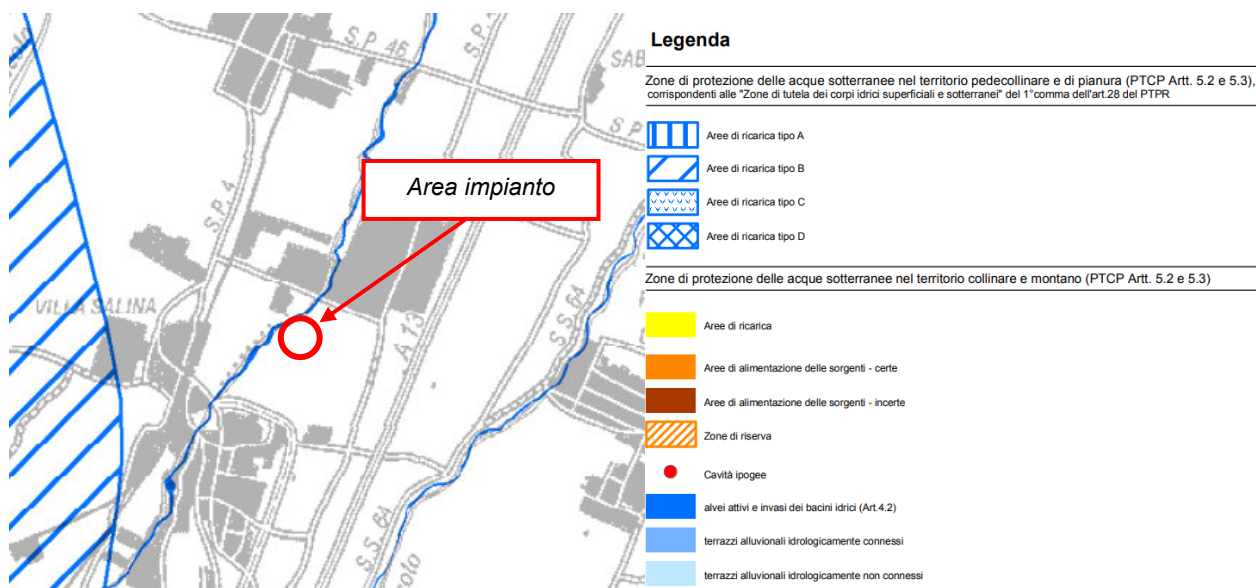 S.P. 46
S.P. 4
SAB
S.P
Area impianto
VILLA SALINA
A 13
S.S. 64
S.S. 64
olo
Legenda
Zone di protezione delle acque sotterranee nel territorio pedecollinare e di pianura (PTCP Artt. 5.2 e 5.3),
corrispondenti alle "Zone di tutela dei corpi idrici superficiali e sotterranei" del 1°comma dell'art.28 del PTPR
Aree di ricarica tipo A
Aree di ricarica tipo B
Aree di ricarica tipo C
Aree di ricarica tipo D
Zone di protezione delle acque sotterranee nel territorio collinare e montano (PTCP Artt. 5.2 e 5.3)
Aree di ricarica
Aree di alimentazione delle sorgenti - certe
Aree di alimentazione delle sorgenti - incerte
Zone di riserva
Cavità ipogee
alvei attivi e invasi dei bacini idrici (Art.4.2)
terrazzi alluvionali idrologicamente connessi
terrazzi alluvionali idrologicamente non connessi